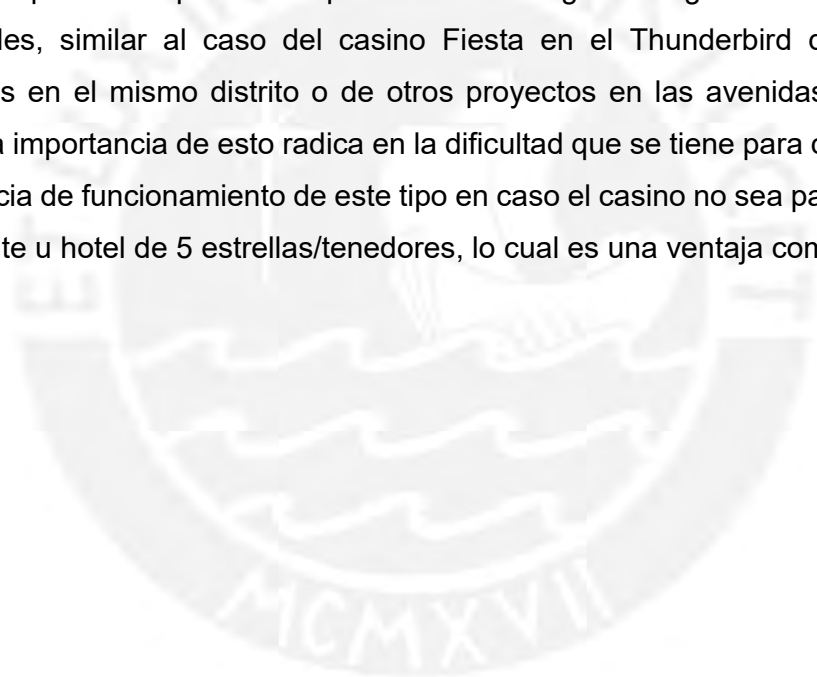 les, similar al caso del casino Fiesta en el Thunderbird
s en el mismo distrito o de otros proyectos en las avenidas
importancia de esto radica en la dificultad que se tiene para
cia de funcionamiento de este tipo en caso el casino no sea
te u hotel de 5 estrellas/tenedores, lo cual es una ventaja
MCMXVII